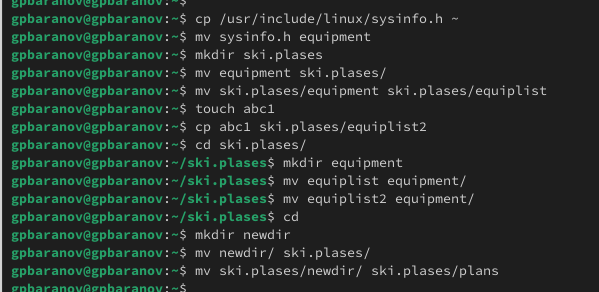 gpbaranov@gpbaranov:~$
gpbaranov@gpbaranov:~$ cp /usr/include/linux/sysinfo.h ~
gpbaranov@gpbaranov:~$ mv sysinfo.h equipment
gpbaranov@gpbaranov:~$ mkdir ski.plases
gpbaranov@gpbaranov:~$ mv equipment ski.plases/
gpbaranov@gpbaranov:~$ mv ski.plases/equipment ski.plases/equiplist
gpbaranov@gpbaranov:~$ touch abc1
gpbaranov@gpbaranov:~$ cp abc1 ski.plases/equiplist2
gpbaranov@gpbaranov:~$ cd ski.plases/
gpbaranov@gpbaranov:~/ski.plases$ mkdir equipment
gpbaranov@gpbaranov:~/ski.plases$ mv equiplist equipment/
gpbaranov@gpbaranov:~/ski.plases$ mv equiplist2 equipment/
gpbaranov@gpbaranov:~/ski.plases$ cd
gpbaranov@gpbaranov:~$ mkdir newdir
gpbaranov@gpbaranov:~$ mv newdir/ ski.plases/
gpbaranov@gpbaranov:~$ mv ski.plases/newdir/ ski.plases/plans
gpbaranov@gpbaranov:~$